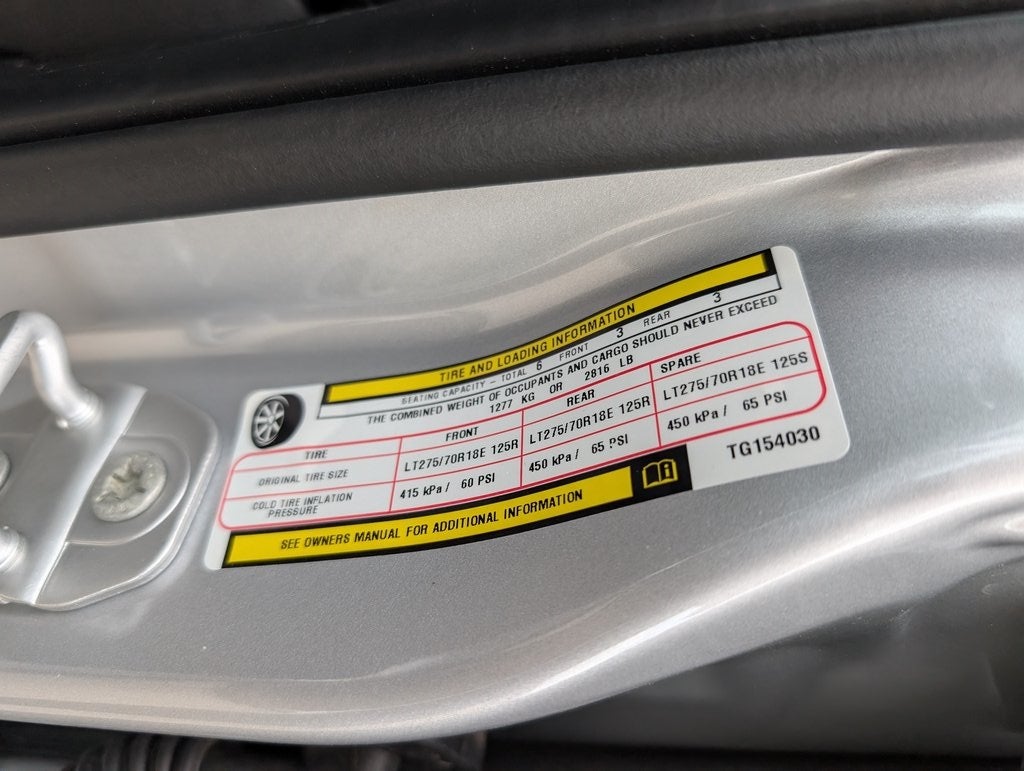 TIRE AND LOADING INFORMATION
SEATING CAPACITY – TOTAL 6 FRONT 3 REAR 3
THE COMBINED WEIGHT OF OCCUPANTS AND CARGO SHOULD NEVER EXCEED
1277 KG OR 2816 LB
TIRE FRONT REAR SPARE
ORIGINAL TIRE SIZE LT275/70R18E 125R LT275/70R18E 125R LT275/70R18E 125S
COLD TIRE INFLATION
PRESSURE 415 kPa / 60 PSI 450 kPa / 65 PSI 450 kPa / 65 PSI
SEE OWNERS MANUAL FOR ADDITIONAL INFORMATION
TG154030